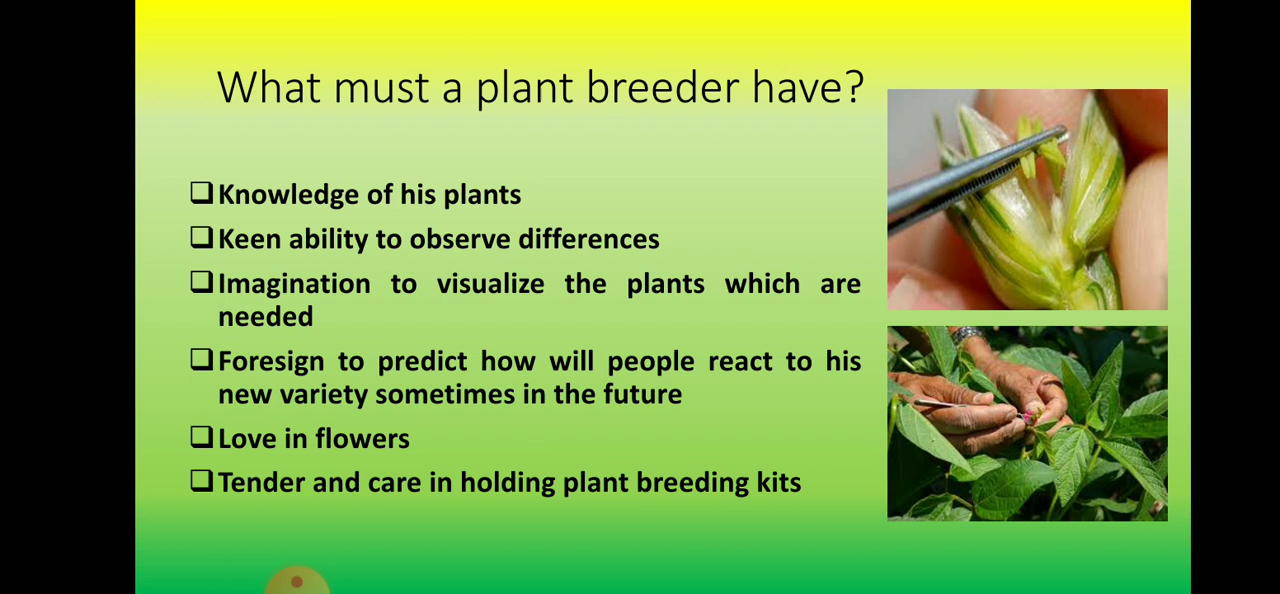 What must a plant breeder have?
❑Knowledge of his plants
❑Keen ability to observe differences
❑Imagination to visualize the plants which are
needed
❑Foresign to predict how will people react to his
new variety sometimes in the future
❑Love in flowers
❑Tender and care in holding plant breeding kits